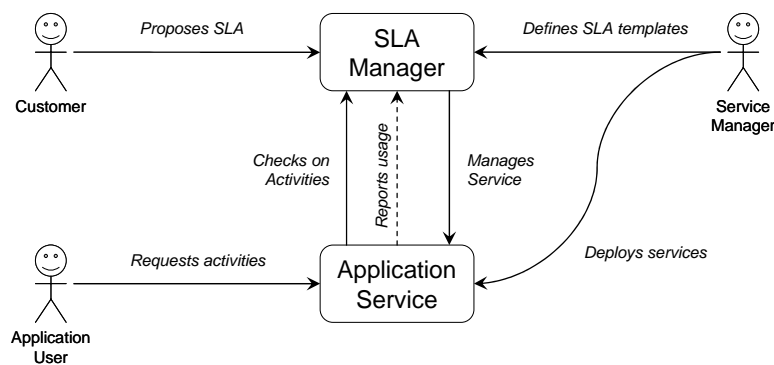 Proposes SLA
SLA
Manager
Defines SLA templates
Customer
Service
Manager
Checks on
Activities
Reports usage
Manages
Service
Requests activities
Application
Service
Deploys services
Application
User